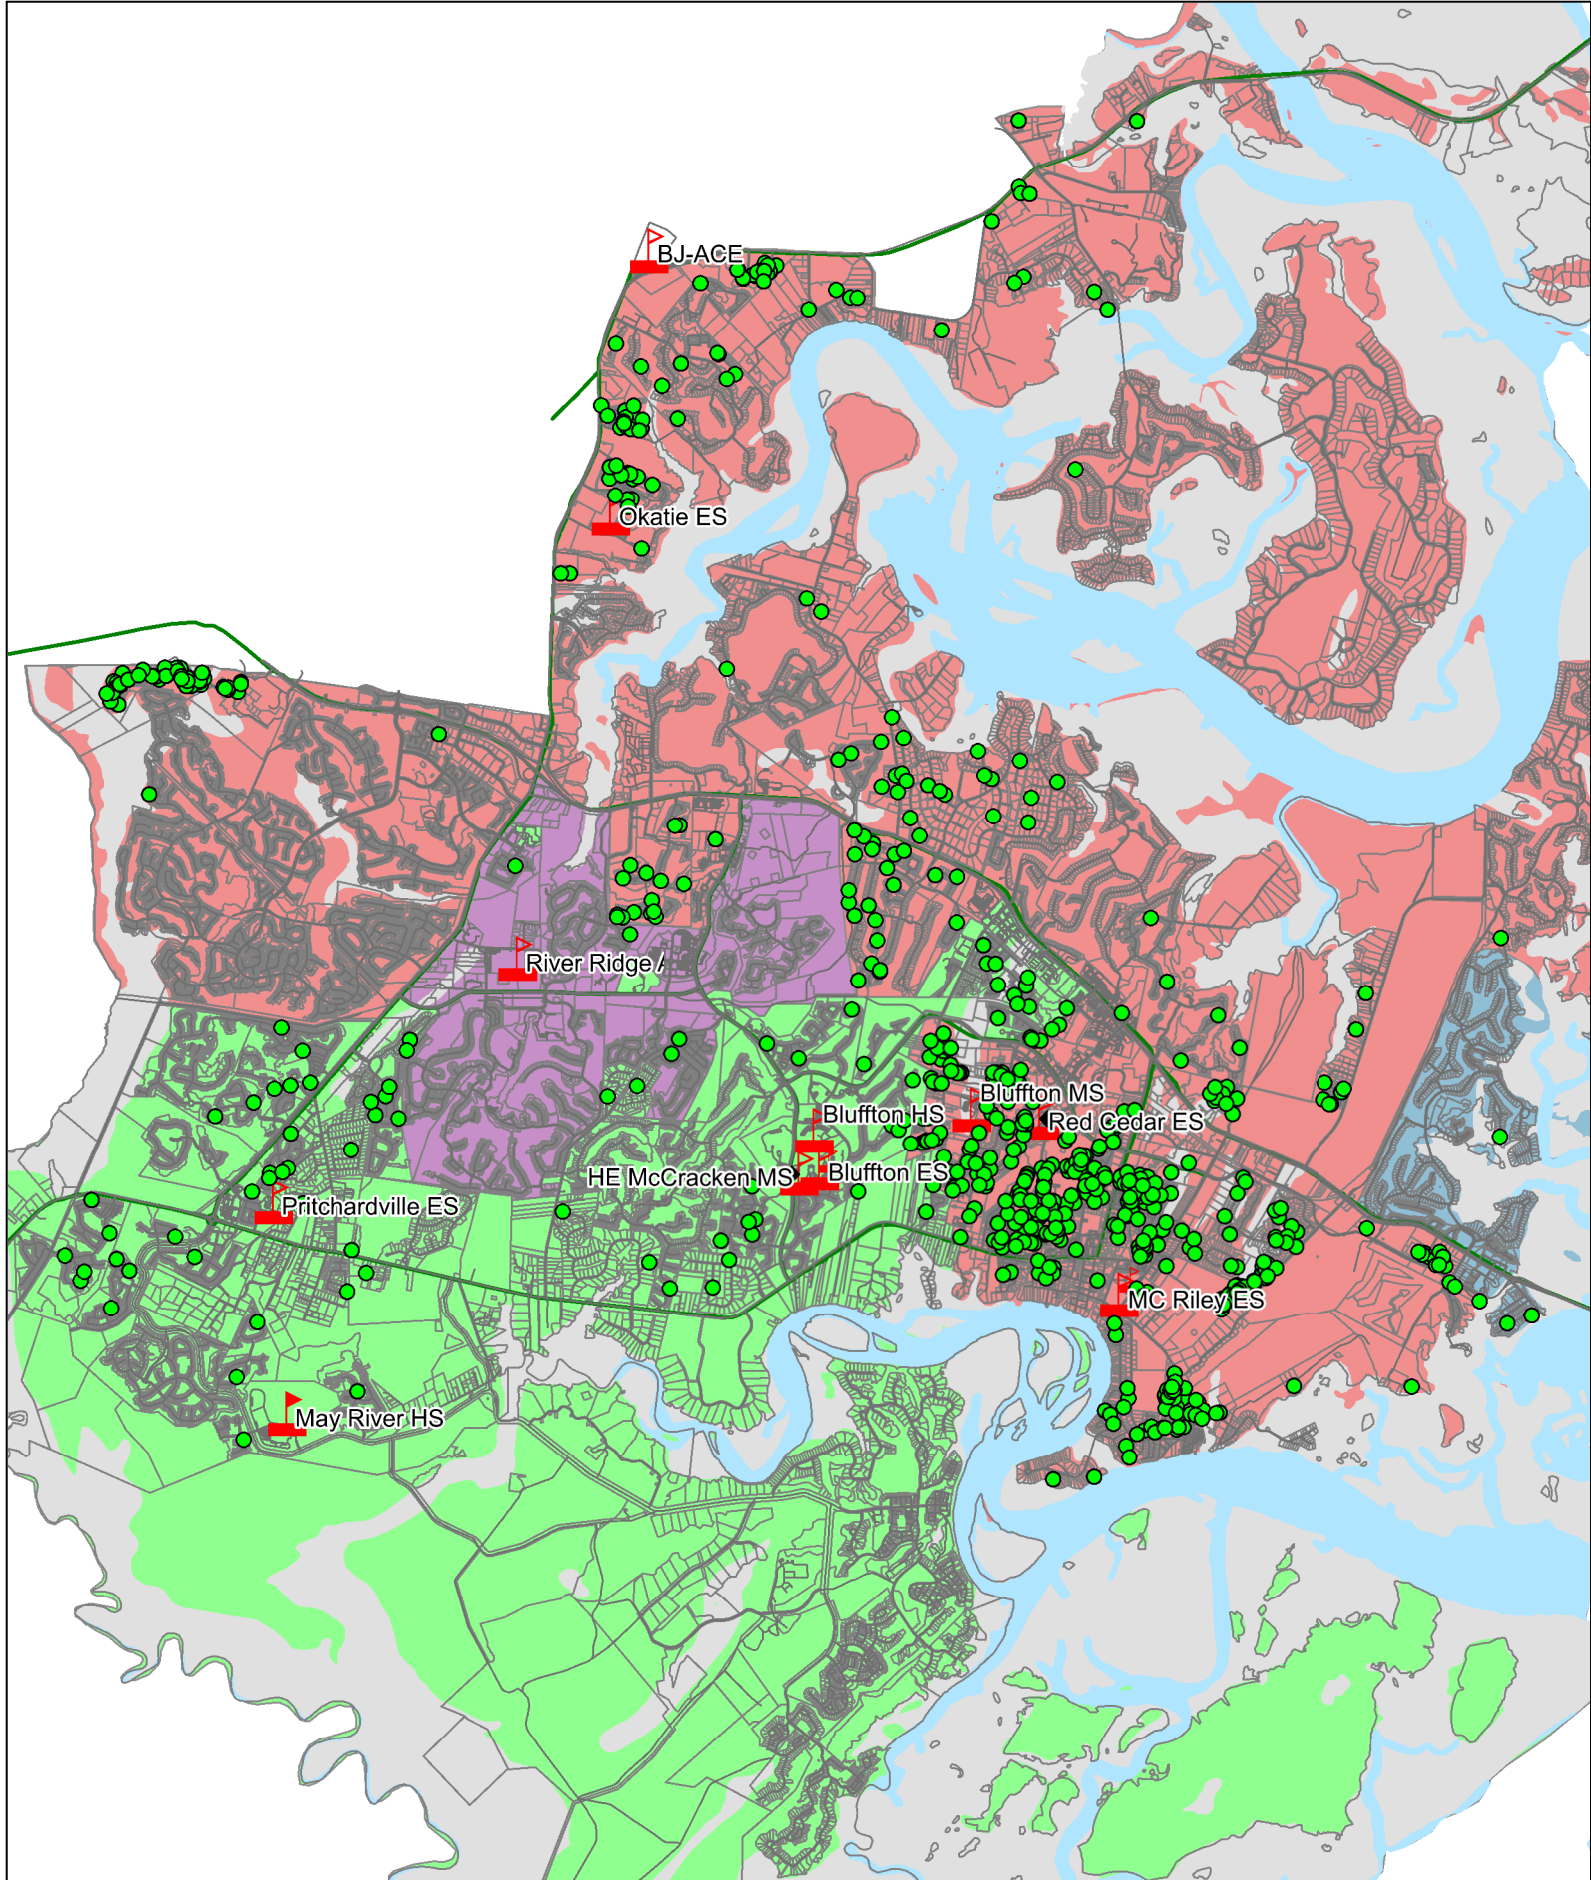 BJ-ACE
Okatie ES
River Ridge
Bluffton MS
Bluffton HS
Red Cedar ES
HE McCracken MS
Bluffton ES
Pritchardville ES
MC Riley ES
May River HS